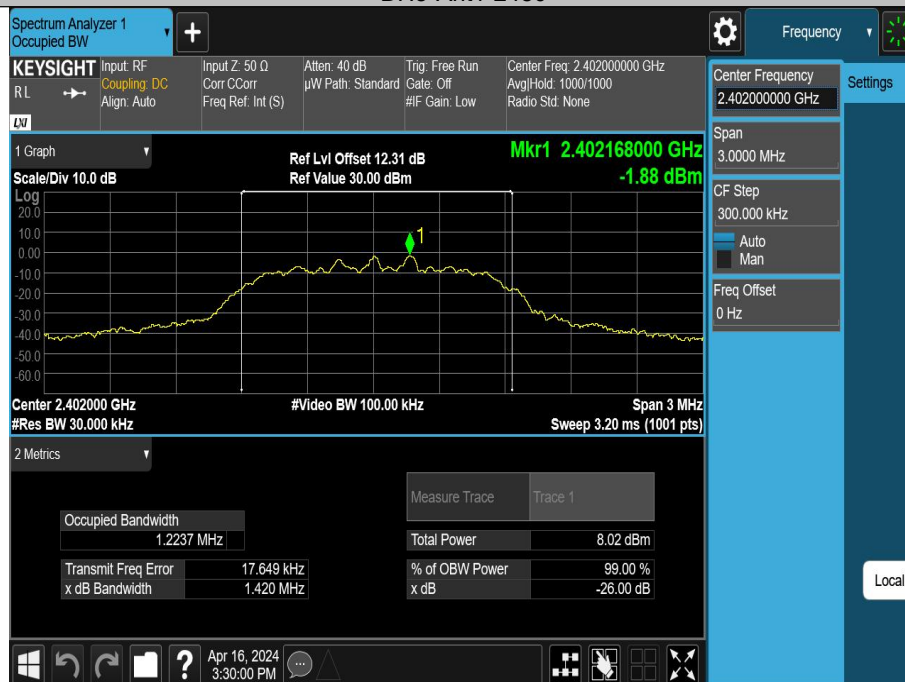 Spectrum Analyzer 1
Occupied BW
+
Frequency
KEYSIGHT
RL
LXI
Input: RF
Coupling: DC
Align: Auto
Input Z: 50 Ω
Corr CCorr
Freq Ref: Int (S)
Atten: 40 dB
µW Path: Standard
Trig: Free Run
Gate: Off
#IF Gain: Low
Center Freq: 2.402000000 GHz
Avg|Hold: 1000/1000
Radio Std: None
Center Frequency
2.402000000 GHz
Settings
Span
3.0000 MHz
CF Step
300.000 kHz
Auto
Man
Freq Offset
0 Hz
Local
1 Graph
Scale/Div 10.0 dB
Ref Lvl Offset 12.31 dB
Ref Value 30.00 dBm
Mkr1 2.402168000 GHz
-1.88 dBm
Log
20.0
10.0
0.00
-10.0
-20.0
-30.0
-40.0
-50.0
-60.0
1
Center 2.402000 GHz
#Res BW 30.000 kHz
#Video BW 100.00 kHz
Span 3 MHz
Sweep 3.20 ms (1001 pts)
2 Metrics
Measure Trace Trace 1
Occupied Bandwidth
1.2237 MHz
Total Power 8.02 dBm
Transmit Freq Error 17.649 kHz
% of OBW Power 99.00 %
x dB Bandwidth 1.420 MHz
x dB -26.00 dB
?
Apr 16, 2024
3:30:00 PM